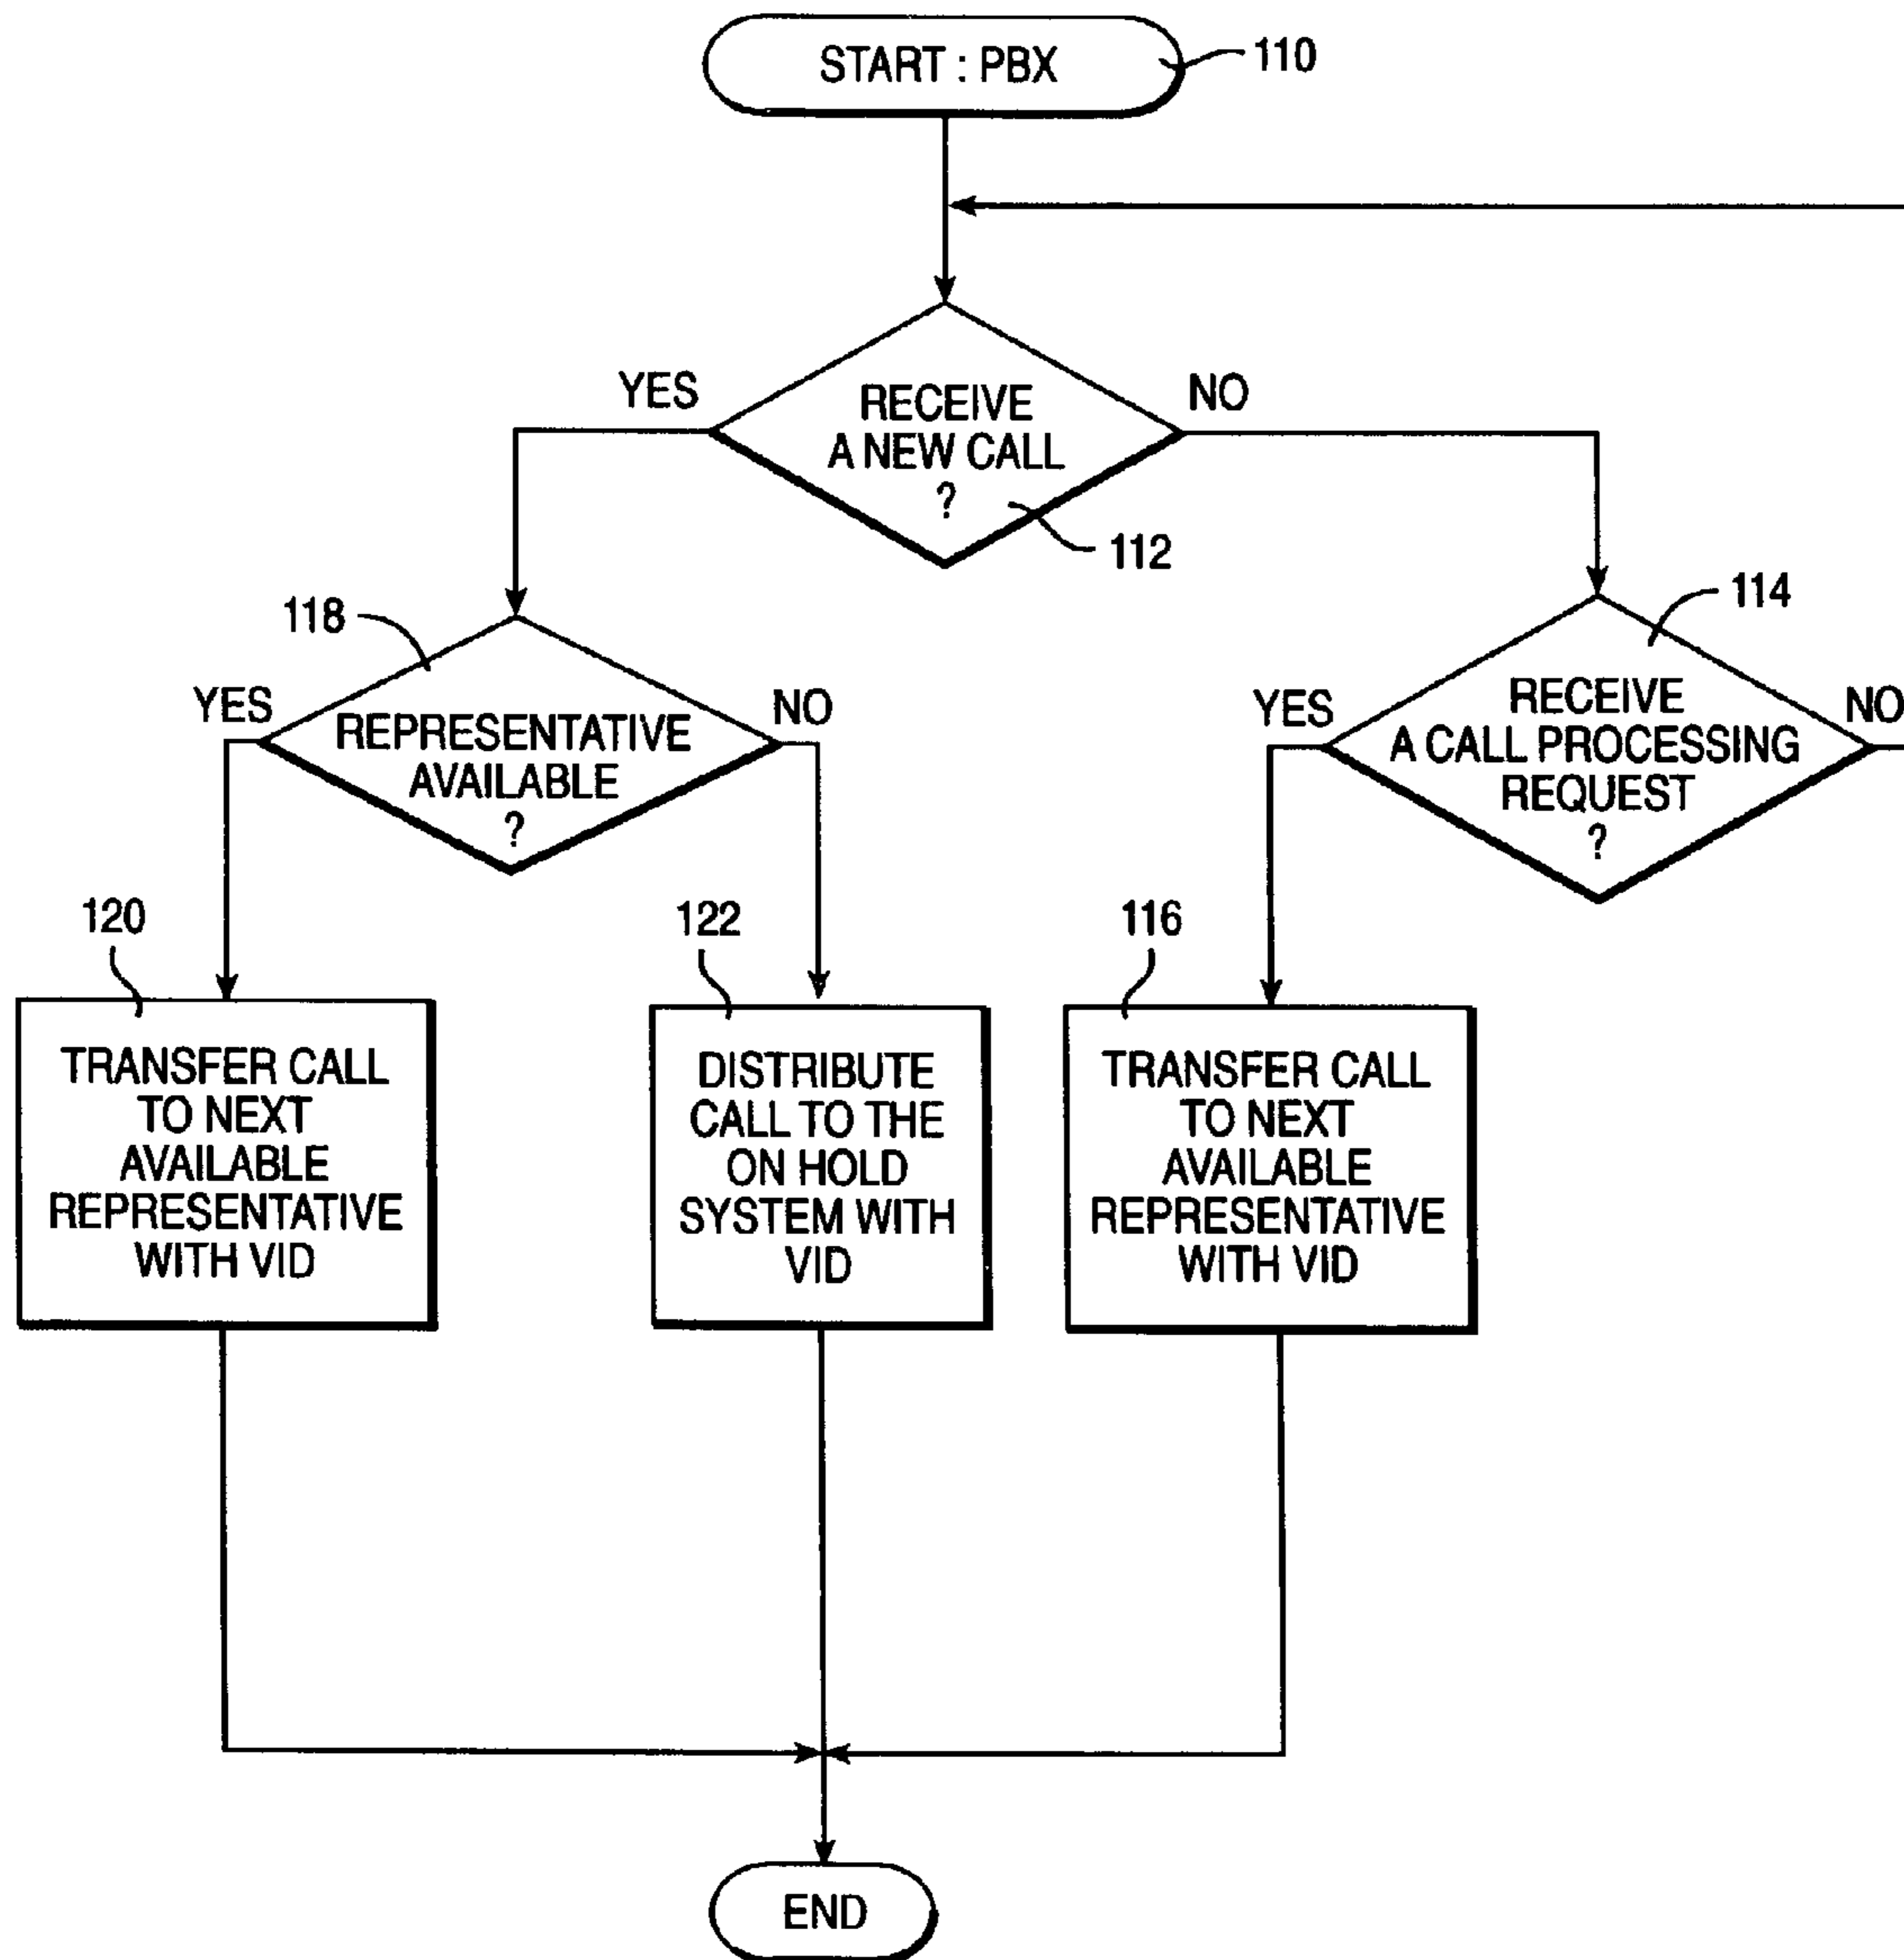 START : PBX
110
YES
RECEIVE
A NEW CALL
?
NO
112
118
YES
REPRESENTATIVE
AVAILABLE
?
NO
114
YES
RECEIVE
A CALL PROCESSING
REQUEST
?
NO
120
TRANSFER CALL
TO NEXT
AVAILABLE
REPRESENTATIVE
WITH VID
122
DISTRIBUTE
CALL TO THE
ON HOLD
SYSTEM WITH
VID
116
TRANSFER CALL
TO NEXT
AVAILABLE
REPRESENTATIVE
WITH VID
END